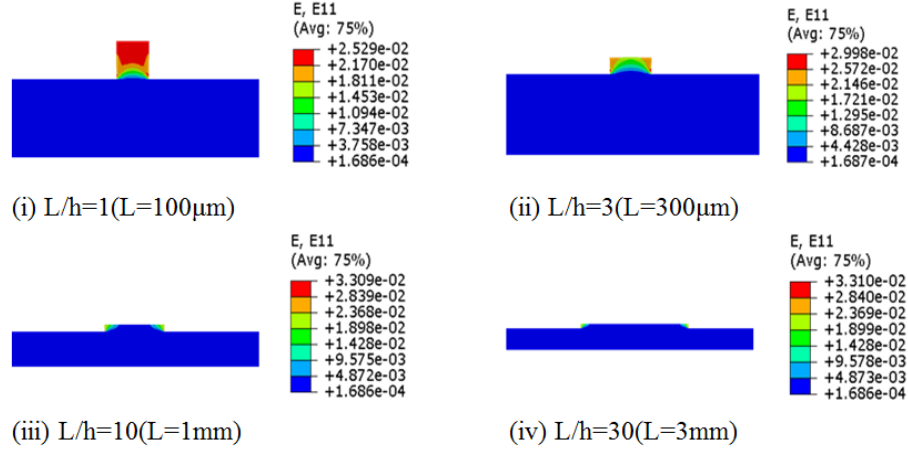 E, E11
(Avg: 75%)
+2.529e-02
+2.170e-02
+1.811e-02
+1.453e-02
+1.094e-02
+7.347e-03
+3.758e-03
+1.686e-04
(i) L/h=1(L=100μm)
E, E11
(Avg: 75%)
+2.998e-02
+2.572e-02
+2.146e-02
+1.721e-02
+1.295e-02
+8.687e-03
+4.428e-03
+1.687e-04
(ii) L/h=3(L=300μm)
E, E11
(Avg: 75%)
+3.309e-02
+2.839e-02
+2.368e-02
+1.898e-02
+1.428e-02
+9.575e-03
+4.872e-03
+1.686e-04
(iii) L/h=10(L=1mm)
E, E11
(Avg: 75%)
+3.310e-02
+2.840e-02
+2.369e-02
+1.899e-02
+1.428e-02
+9.578e-03
+4.873e-03
+1.686e-04
(iv) L/h=30(L=3mm)